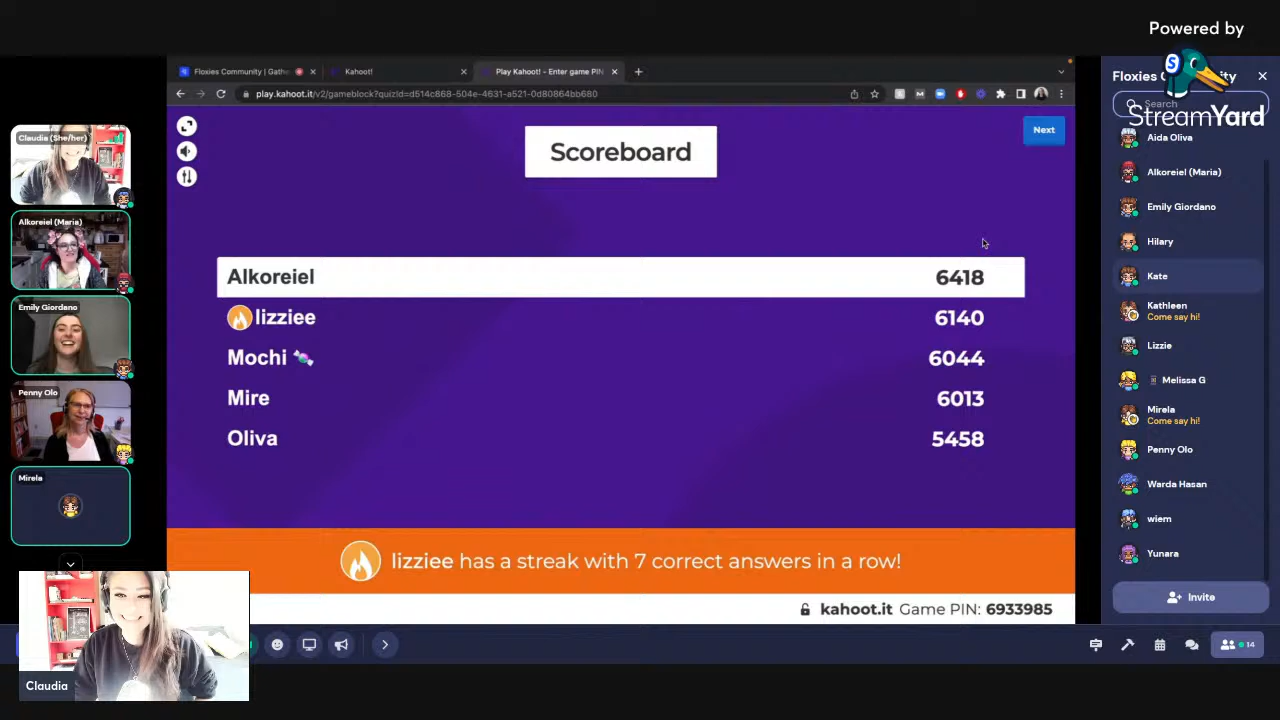 Powered by
StreamYard
Floxies Community | Gathe
Kahoot!
Play Kahoot! - Enter game PIN
play.kahoot.it/v2/gameblock?quizId=d514c868-504e-4631-a521-0d80864bb680
Scoreboard
Next
Alkoreiel 6418
lizziee 6140
Mochi 6044
Mire 6013
Oliva 5458
lizziee has a streak with 7 correct answers in a row!
kahoot.it Game PIN: 6933985
Claudia (She/her)
Alkoreiel (Maria)
Emily Giordano
Penny Olo
Mirela
Claudia
Search
Aida Oliva
Alkoreiel (Maria)
Emily Giordano
Hilary
Kate
Kathleen
Come say hi!
Lizzie
Melissa G
Mirela
Come say hi!
Penny Olo
Warda Hasan
wiem
Yunara
Invite
14